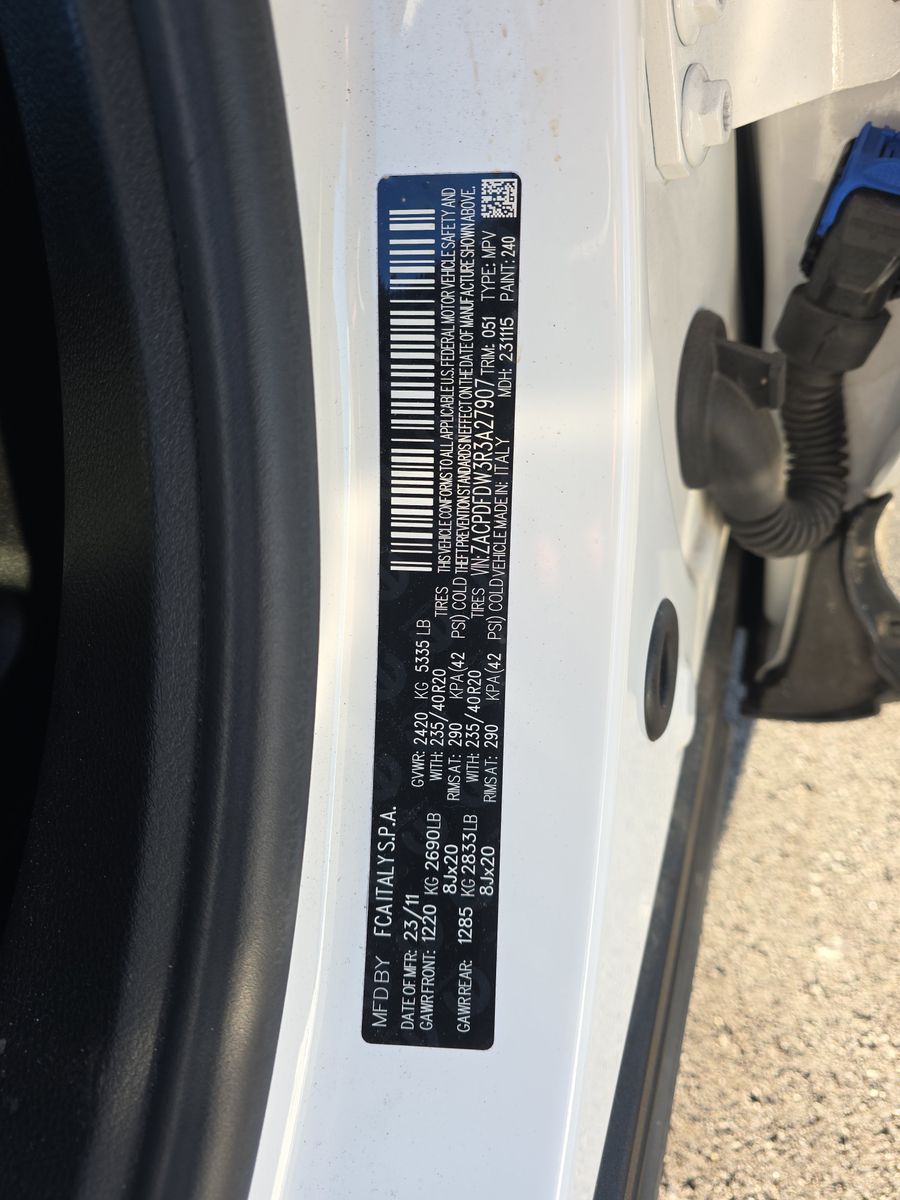 MFD BY FCA ITALY S.P.A.
DATE OF MFR: 23/11 GVWR: 2420 KG 5335 LB
GAWR FRONT: 1220 KG 2690LB WITH: 235/40R20 TIRES
8Jx20 RIMS AT: 290 KPA(42 PSI) COLD
GAWR REAR: 1285 KG 2833LB WITH: 235/40R20 TIRES
8Jx20 RIMS AT: 290 KPA(42 PSI) COLD
THIS VEHICLE CONFORMS TO ALL APPLICABLE U.S. FEDERAL MOTOR VEHICLE SAFETY AND
THEFT PREVENTION STANDARDS IN EFFECT ON THE DATE OF MANUFACTURE SHOWN ABOVE.
VIN: ZACPDFDW3R3A27907 TRIM: 051 TYPE: MPV
VEHICLE MADE IN: ITALY MDH: 231115 PAINT: 240